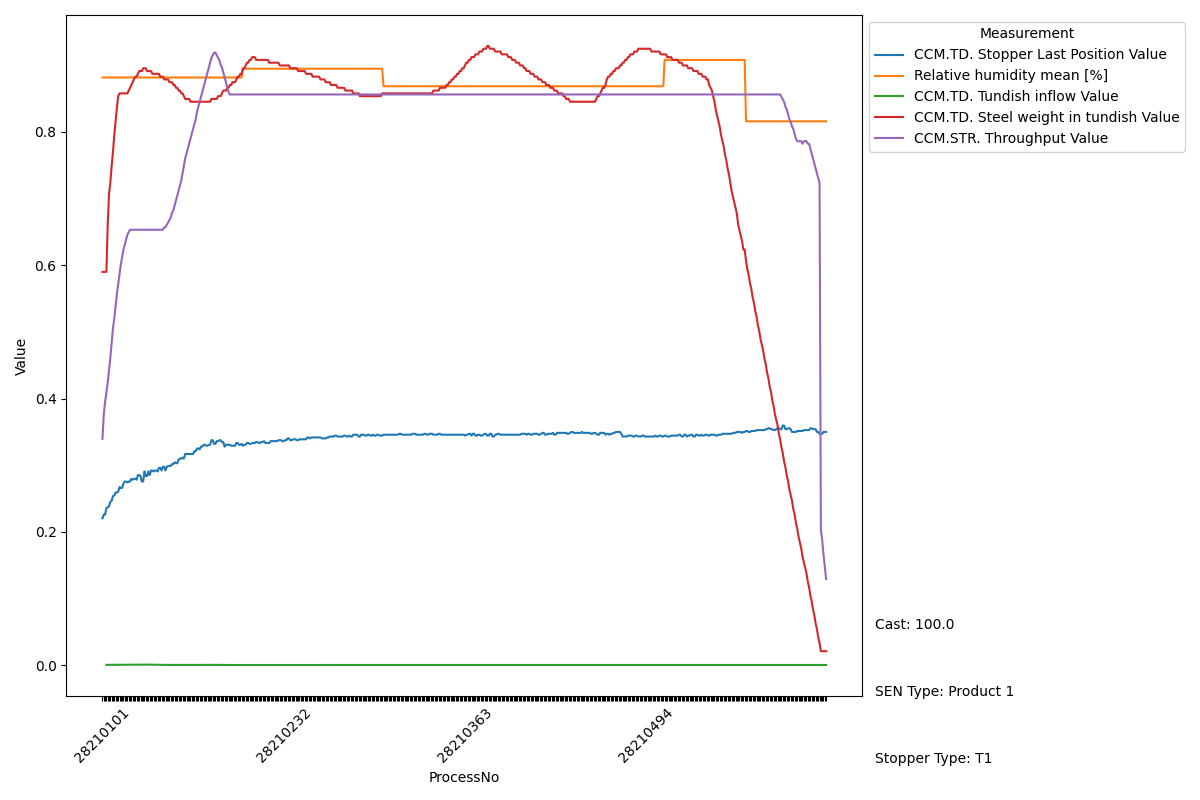 Measurement
CCM.TD. Stopper Last Position Value
Relative humidity mean [%]
CCM.TD. Tundish inflow Value
CCM.TD. Steel weight in tundish Value
CCM.STR. Throughput Value
0.8
0.6
0.4
0.2
0.0
Value
28210101
28210232
28210363
28210494
ProcessNo
Cast: 100.0
SEN Type: Product 1
Stopper Type: T1